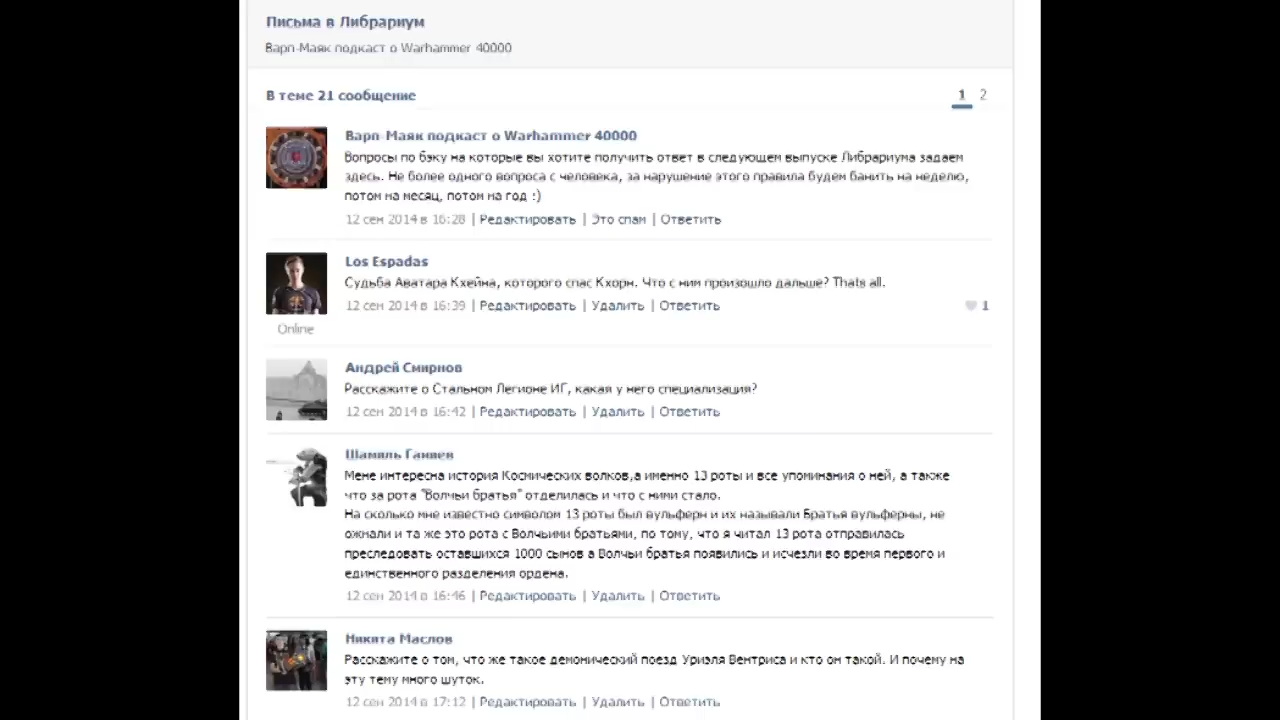 Письма в Либрариум
Варп-Маяк подкаст о Warhammer 40000
В теме 21 сообщение
1 2
Варп-Маяк подкаст о Warhammer 40000
Вопросы по бэку на которые вы хотите получить ответ в следующем выпуске Либрариума задаем
здесь. Не более одного вопроса с человека, за нарушение этого правила будем банить на неделю,
потом на месяц, потом на год :)
12 сен 2014 в 16:28 | Редактировать | Это спам | Ответить
Los Espadas
Судьба Аватара Кхейна, которого спас Кхорн. Что с ним произошло дальше? Thats all.
12 сен 2014 в 16:39 | Редактировать | Удалить | Ответить
1
Online
Андрей Смирнов
Расскажите о Стальном Легионе ИГ, какая у него специализация?
12 сен 2014 в 16:42 | Редактировать | Удалить | Ответить
Шамиль Ганиев
Мене интересна история Космических волков,а именно 13 роты и все упоминания о ней, а также
что за рота "Волчьи братья" отделилась и что с ними стало.
На сколько мне известно символом 13 роты был вульферн и их называли Братья вульферны, не
ожнали и та же это рота с Волчьими братьями, по тому, что я читал 13 рота отправилась
преследовать оставшихся 1000 сынов а Волчьи братья появились и исчезли во время первого и
единственного разделения ордена.
12 сен 2014 в 16:46 | Редактировать | Удалить | Ответить
Никита Маслов
Расскажите о том, что же такое демонический поезд Уриэля Вентриса и кто он такой. И почему на
эту тему много шуток.
12 сен 2014 в 17:12 | Редактировать | Удалить | Ответить